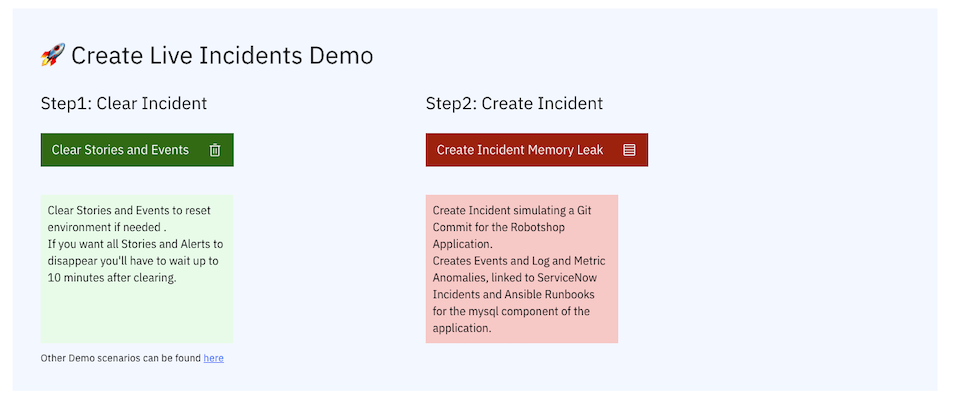 🚀 Create Live Incidents Demo
Step1: Clear Incident
Clear Stories and Events
Clear Stories and Events to reset
environment if needed .
If you want all Stories and Alerts to
disappear you'll have to wait up to
10 minutes after clearing.
Other Demo scenarios can be found here
Step2: Create Incident
Create Incident Memory Leak
Create Incident simulating a Git
Commit for the Robotshop
Application.
Creates Events and Log and Metric
Anomalies, linked to ServiceNow
Incidents and Ansible Runbooks
for the mysql component of the
application.